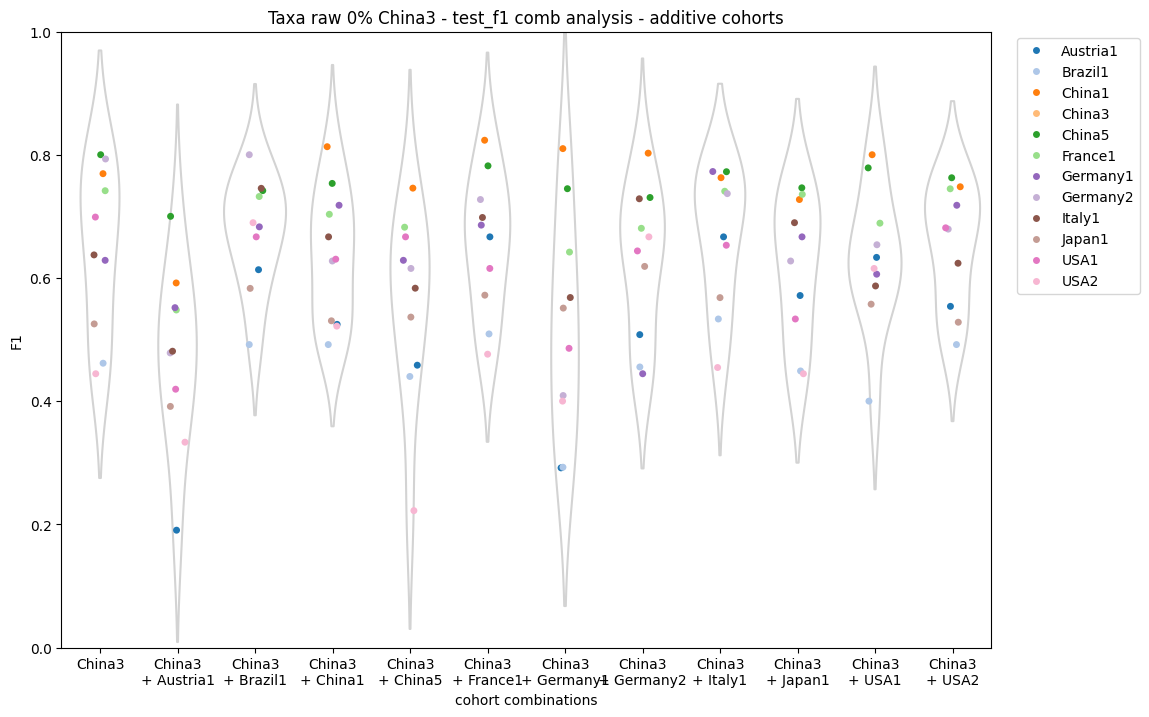 Taxa raw 0% China3 - test_f1 comb analysis - additive cohorts
1.0
0.8
0.6
0.4
0.2
0.0
F1
China3
China3
+ Austria1
China3
+ Brazil1
China3
+ China1
China3
+ China5
China3
+ France1
China3
+ Germany1
China3
+ Germany2
China3
+ Italy1
China3
+ Japan1
China3
+ USA1
China3
+ USA2
cohort combinations
Austria1
Brazil1
China1
China3
China5
France1
Germany1
Germany2
Italy1
Japan1
USA1
USA2